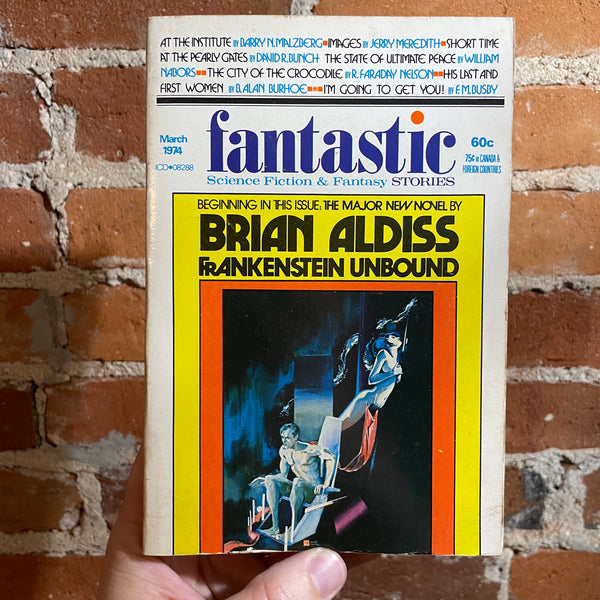 AT THE INSTITUTE BY BARRY N. MALZBERG ▪ IMAGES BY JERRY MEREDITH ▪ SHORT TIME
AT THE PEARLY GATES BY DAVID R. BUNCH THE STATE OF ULTIMATE PEACE BY WILLIAM
NABORS ▪▪ THE CITY OF THE CROCODILE BY R. FARADAY NELSON ▪▪ HIS LAST AND
FIRST WOMEN BY B. ALAN BURHOE ▪▪▪ I'M GOING TO GET YOU! BY F. M. BUSBY
March
1974
ICD●08288
fantastic
Science Fiction & Fantasy STORIES
60c
75c in CANADA &
FOREIGN COUNTRIES
BEGINNING IN THIS ISSUE: THE MAJOR NEW NOVEL BY
BRIAN ALDISS
FRANKENSTEIN UNBOUND